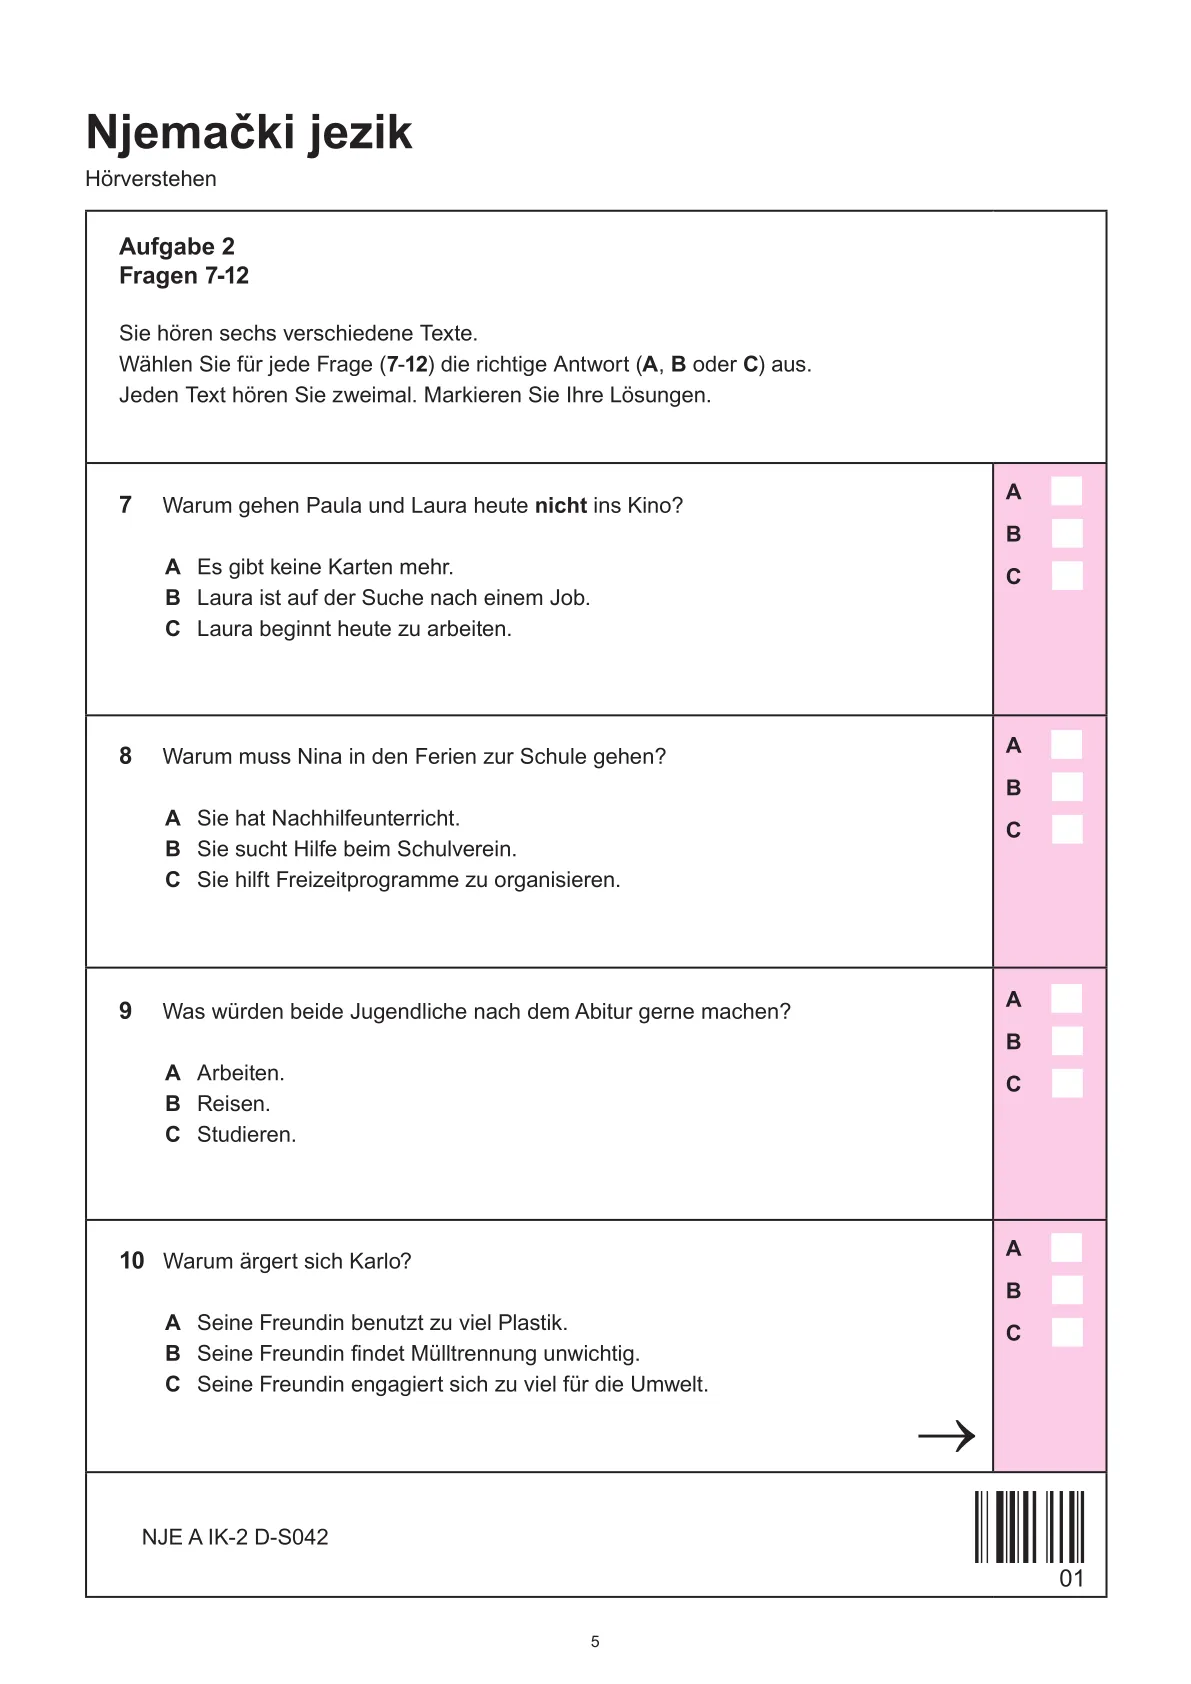 Njemački jezik
Hörverstehen
Aufgabe 2
Fragen 7-12
Sie hören sechs verschiedene Texte.
Wählen Sie für jede Frage (7-12) die richtige Antwort (A, B oder C) aus.
Jeden Text hören Sie zweimal. Markieren Sie Ihre Lösungen.
7 Warum gehen Paula und Laura heute nicht ins Kino?
A Es gibt keine Karten mehr.
B Laura ist auf der Suche nach einem Job.
C Laura beginnt heute zu arbeiten.
A
B
C
8 Warum muss Nina in den Ferien zur Schule gehen?
A Sie hat Nachhilfeunterricht.
B Sie sucht Hilfe beim Schulverein.
C Sie hilft Freizeitprogramme zu organisieren.
A
B
C
9 Was würden beide Jugendliche nach dem Abitur gerne machen?
A Arbeiten.
B Reisen.
C Studieren.
A
B
C
10 Warum ärgert sich Karlo?
A Seine Freundin benutzt zu viel Plastik.
B Seine Freundin findet Mülltrennung unwichtig.
C Seine Freundin engagiert sich zu viel für die Umwelt.
A
B
C
NJE A IK-2 D-S042
01
5